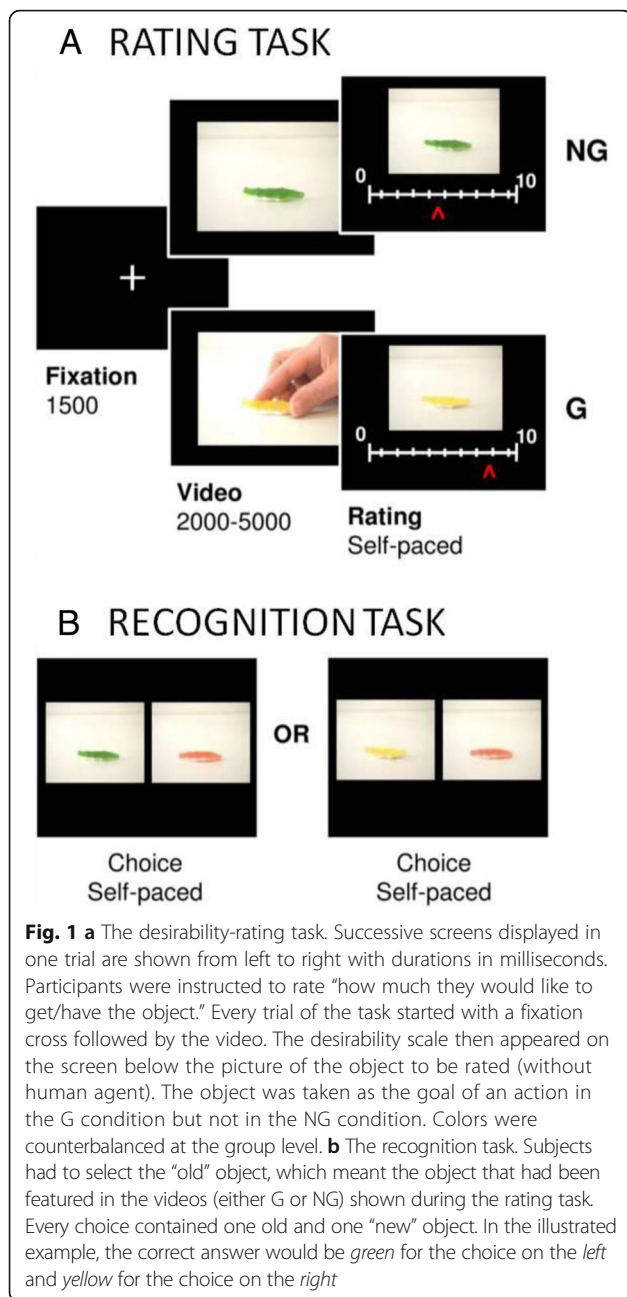 A RATING TASK
NG
0 10
Fixation
1500
0 10
G
Video
2000-5000
Rating
Self-paced
B RECOGNITION TASK
OR
Choice
Self-paced
Choice
Self-paced
Fig. 1 a The desirability-rating task. Successive screens displayed in
one trial are shown from left to right with durations in milliseconds.
Participants were instructed to rate “how much they would like to
get/have the object.” Every trial of the task started with a fixation
cross followed by the video. The desirability scale then appeared on
the screen below the picture of the object to be rated (without
human agent). The object was taken as the goal of an action in
the G condition but not in the NG condition. Colors were
counterbalanced at the group level. b The recognition task. Subjects
had to select the “old” object, which meant the object that had been
featured in the videos (either G or NG) shown during the rating task.
Every choice contained one old and one “new” object. In the illustrated
example, the correct answer would be green for the choice on the left
and yellow for the choice on the right